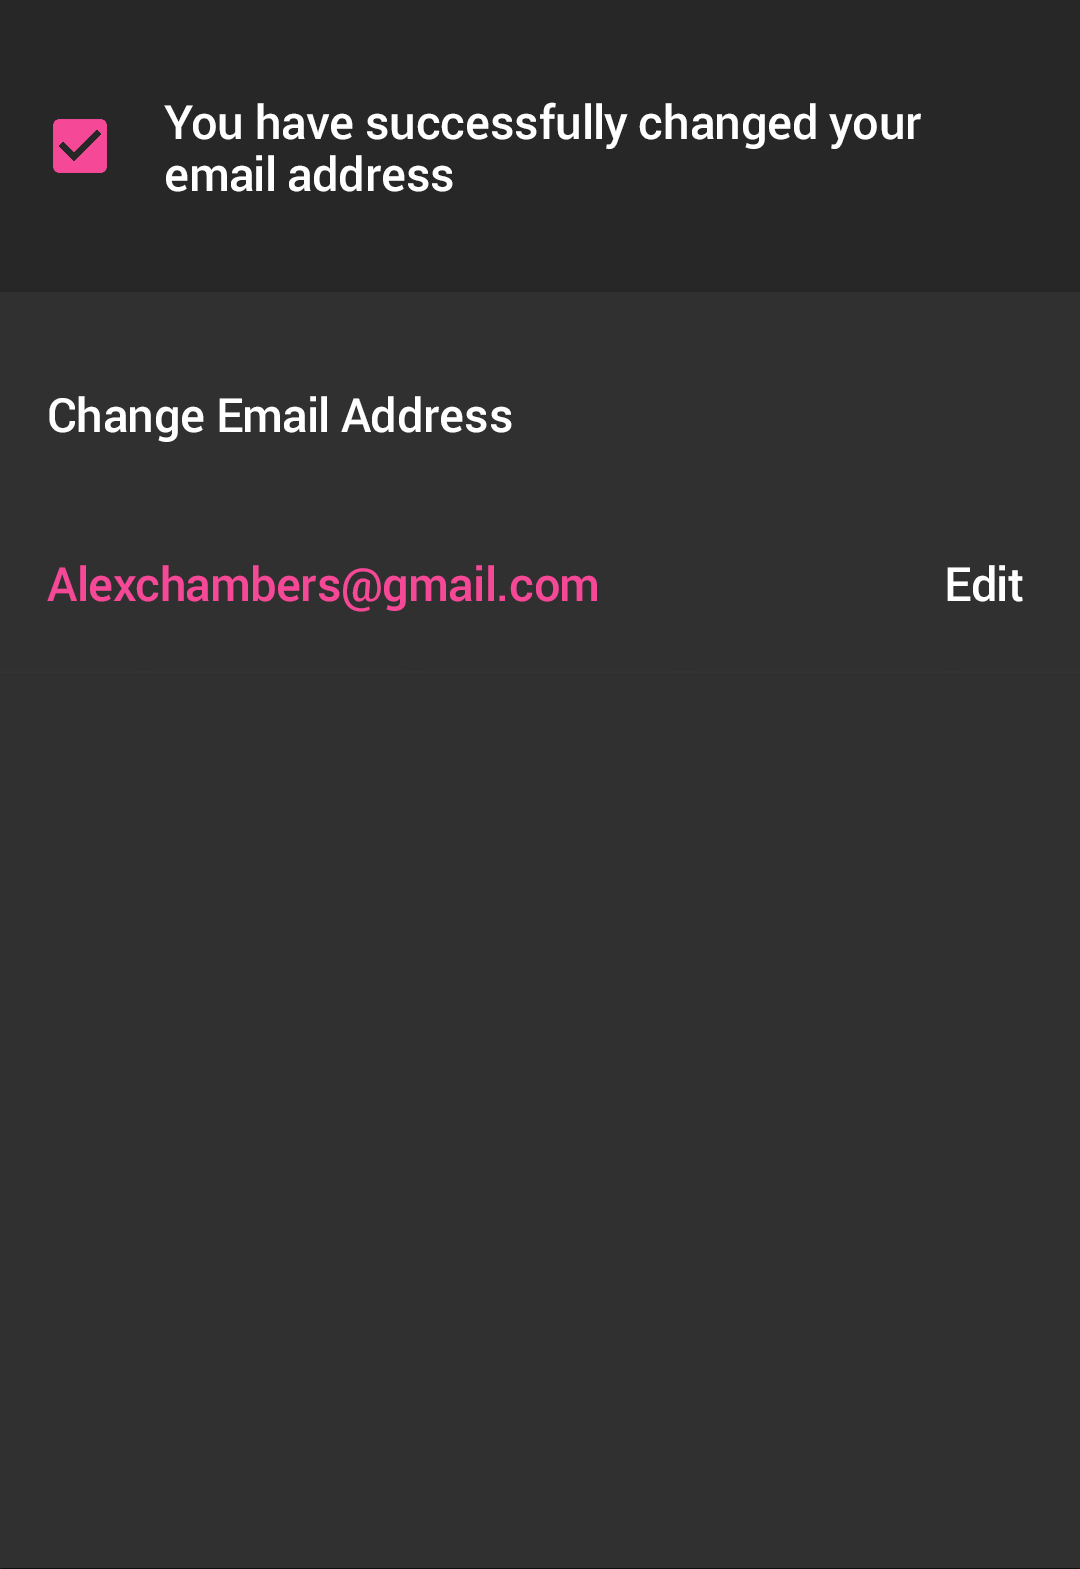 You have successfully changed your
email address
Change Email Address
Alexchambers@gmail.com
Edit